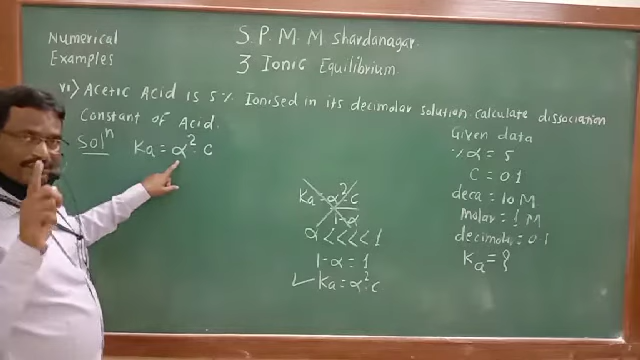 Numerical
Examples
S.P.M.M Shardanagar.
3 Ionic Equilibrium
vi) Acetic Acid is 5% Ionised in its decimolar solution. calculate dissociation
Constant of Acid.
Solⁿ Ka = α²·c
Given data
% α = 5
C = 0.1
deca = 10 M
Molar = 1 M
decimolar = 0.1
Ka = ?
Ka = α²·c / 1-α
α <<<< 1
1-α = 1
✓ Ka = α²·c